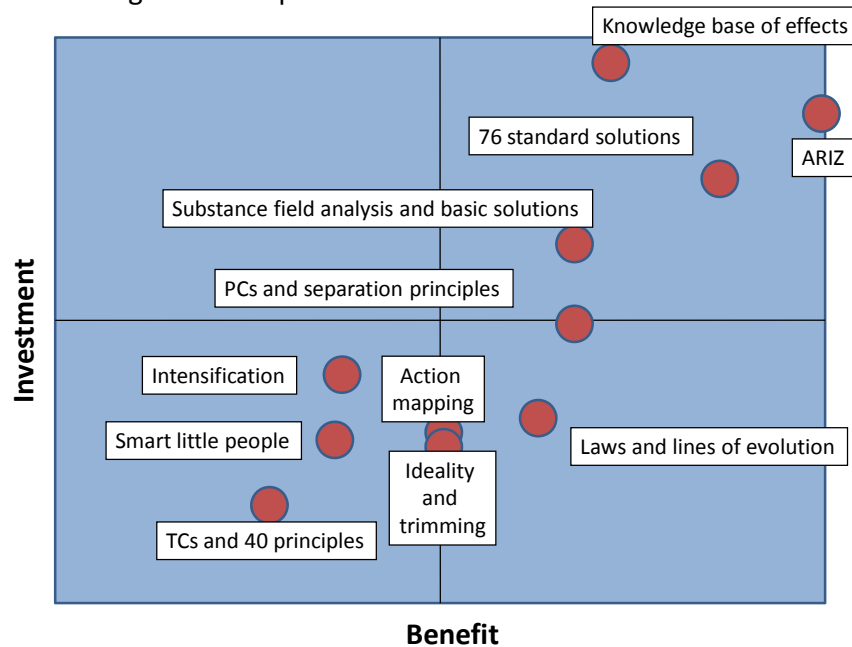 Knowledge base of effects
76 standard solutions
ARIZ
Substance field analysis and basic solutions
PCs and separation principles
Investment
Intensification
Action
mapping
Smart little people
Laws and lines of evolution
Ideality
and
trimming
TCs and 40 principles
Benefit